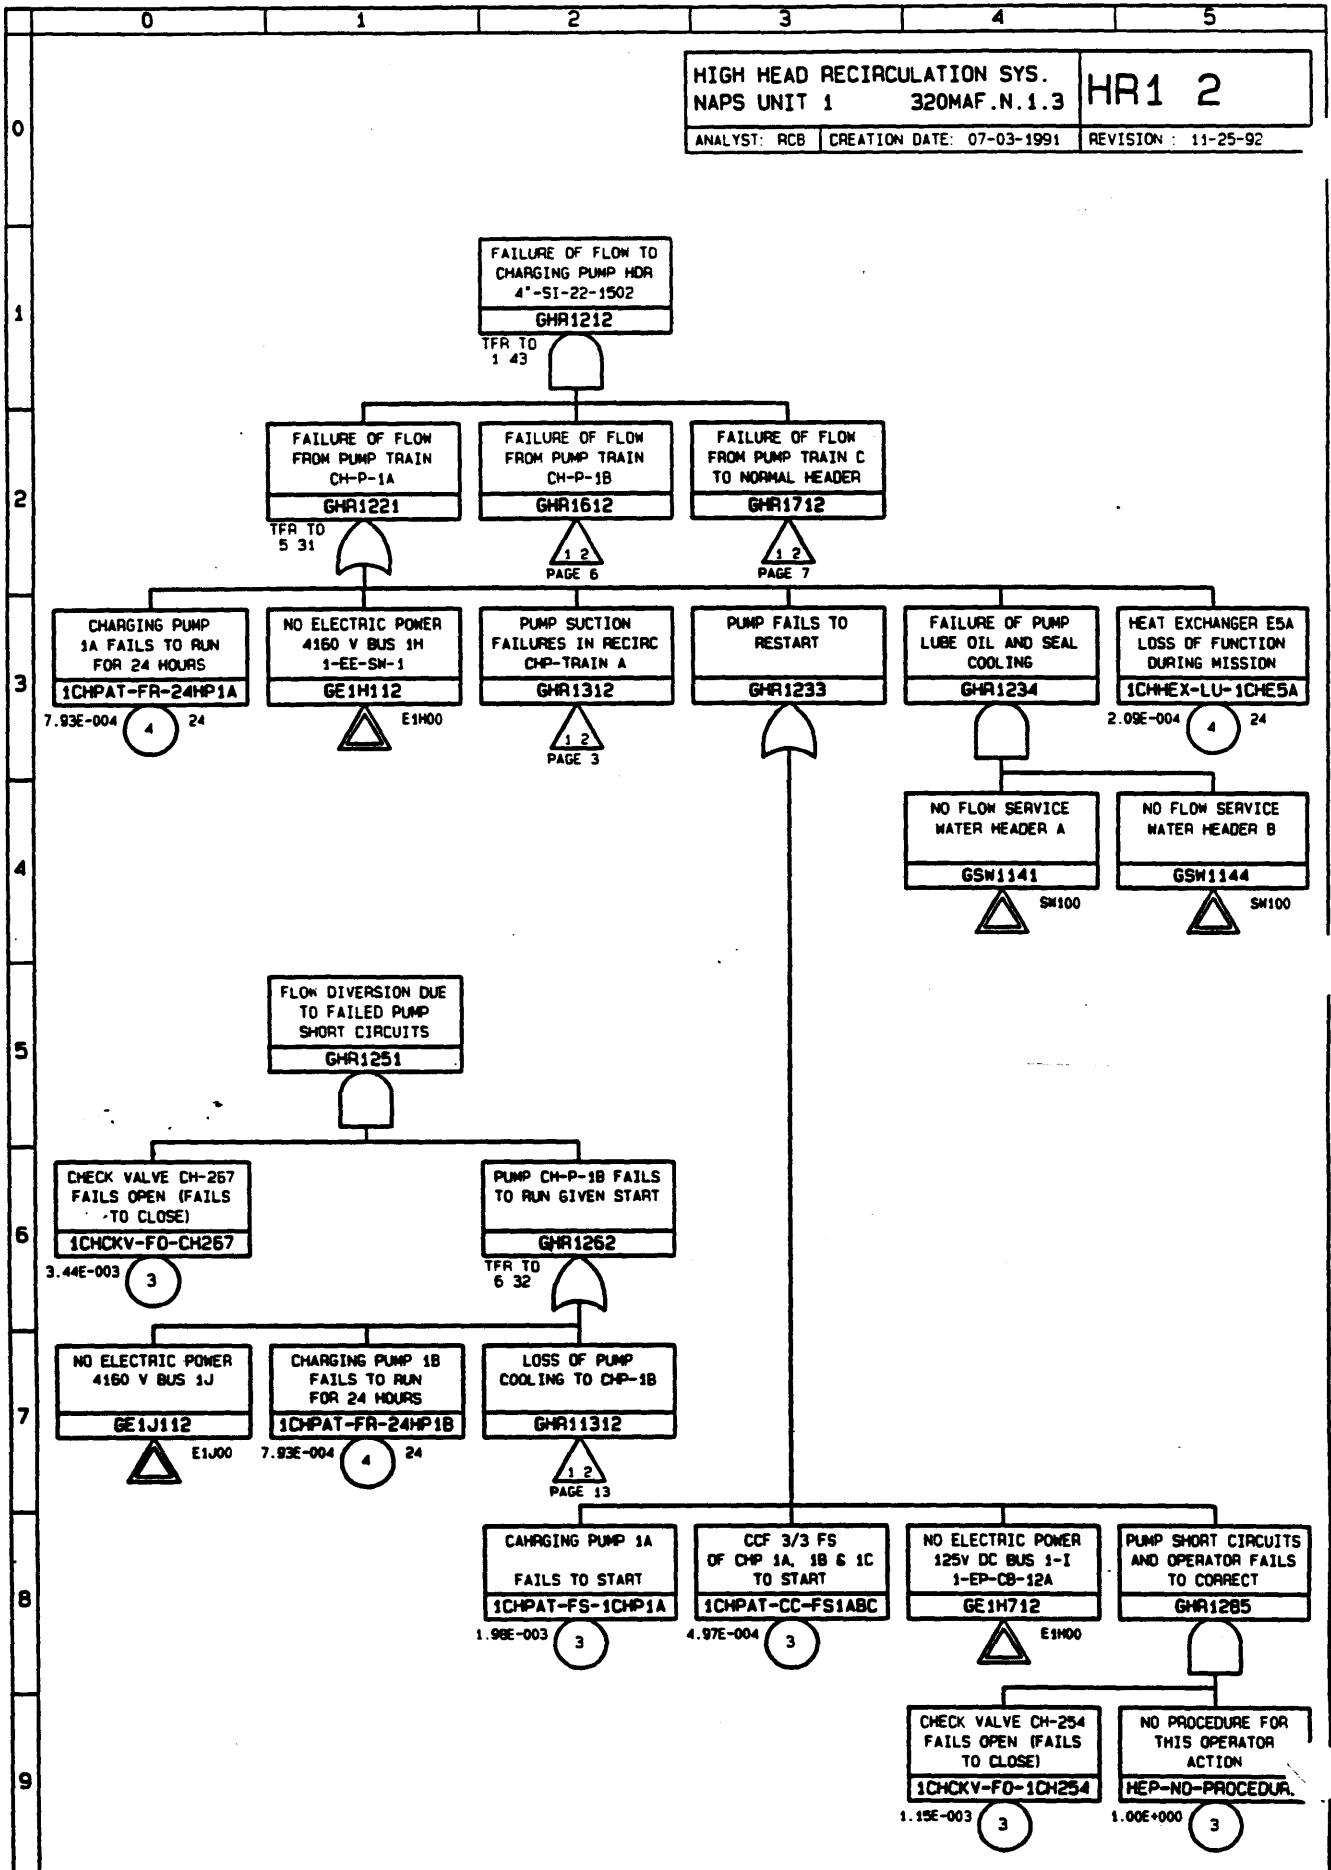 0 1 2 3 4 5
HIGH HEAD RECIRCULATION SYS.
NAPS UNIT 1 320MAF.N.1.3
HR1 2
ANALYST: RCB CREATION DATE: 07-03-1991 REVISION : 11-25-92
0
FAILURE OF FLOW TO
CHARGING PUMP HDR
4"-SI-22-1502
GHR1212
TFR TO
1 43
1
FAILURE OF FLOW
FROM PUMP TRAIN
CH-P-1A
GHR1221
TFR TO
5 31
FAILURE OF FLOW
FROM PUMP TRAIN
CH-P-1B
GHR1612
1 2
PAGE 6
FAILURE OF FLOW
FROM PUMP TRAIN C
TO NORMAL HEADER
GHR1712
1 2
PAGE 7
2
CHARGING PUMP
1A FAILS TO RUN
FOR 24 HOURS
1CHPAT-FR-24HP1A
7.93E-004 4 24
NO ELECTRIC POWER
4160 V BUS 1H
1-EE-SW-1
GE1H112
E1H00
PUMP SUCTION
FAILURES IN RECIRC
CHP-TRAIN A
GHR1312
1 2
PAGE 3
PUMP FAILS TO
RESTART
GHR1233
FAILURE OF PUMP
LUBE OIL AND SEAL
COOLING
GHR1234
HEAT EXCHANGER E5A
LOSS OF FUNCTION
DURING MISSION
1CHHEX-LU-1CHE5A
2.09E-004 4 24
3
NO FLOW SERVICE
WATER HEADER A
GSW1141
SW100
NO FLOW SERVICE
WATER HEADER B
GSW1144
SW100
4
FLOW DIVERSION DUE
TO FAILED PUMP
SHORT CIRCUITS
GHR1251
5
CHECK VALVE CH-267
FAILS OPEN (FAILS
TO CLOSE)
1CHCKV-FO-CH267
3.44E-003 3
PUMP CH-P-1B FAILS
TO RUN GIVEN START
GHR1262
TFR TO
6 32
6
NO ELECTRIC POWER
4160 V BUS 1J
GE1J112
E1J00
CHARGING PUMP 1B
FAILS TO RUN
FOR 24 HOURS
1CHPAT-FR-24HP1B
7.93E-004 4 24
LOSS OF PUMP
COOLING TO CHP-1B
GHR11312
1 2
PAGE 13
7
CAHRGING PUMP 1A
FAILS TO START
1CHPAT-FS-1CHP1A
1.98E-003 3
CCF 3/3 FS
OF CHP 1A, 1B & 1C
TO START
1CHPAT-CC-FS1ABC
4.97E-004 3
NO ELECTRIC POWER
125V DC BUS 1-I
1-EP-CB-12A
GE1H712
E1H00
PUMP SHORT CIRCUITS
AND OPERATOR FAILS
TO CORRECT
GHR1285
8
CHECK VALVE CH-254
FAILS OPEN (FAILS
TO CLOSE)
1CHCKV-FO-1CH254
1.15E-003 3
NO PROCEDURE FOR
THIS OPERATOR
ACTION
HEP-NO-PROCEDUR
1.00E+000 3
9